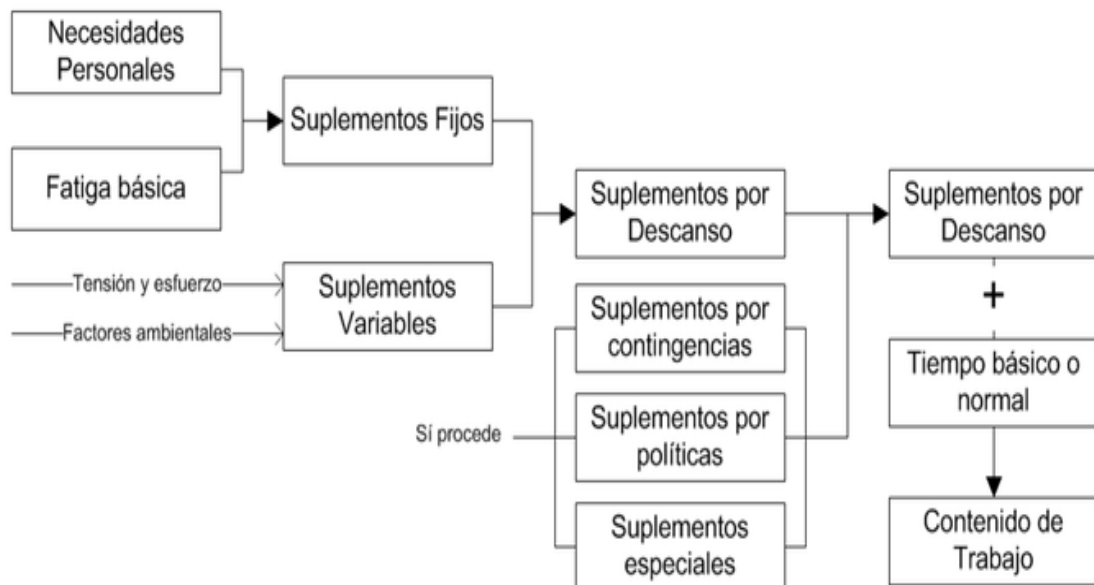 Necesidades
Personales
Fatiga básica
Tensión y esfuerzo
Factores ambientales
Suplementos Fijos
Suplementos
Variables
Sí procede
Suplementos por
Descanso
Suplementos por
contingencias
Suplementos por
políticas
Suplementos
especiales
Suplementos por
Descanso
+
Tiempo básico o
normal
Contenido de
Trabajo